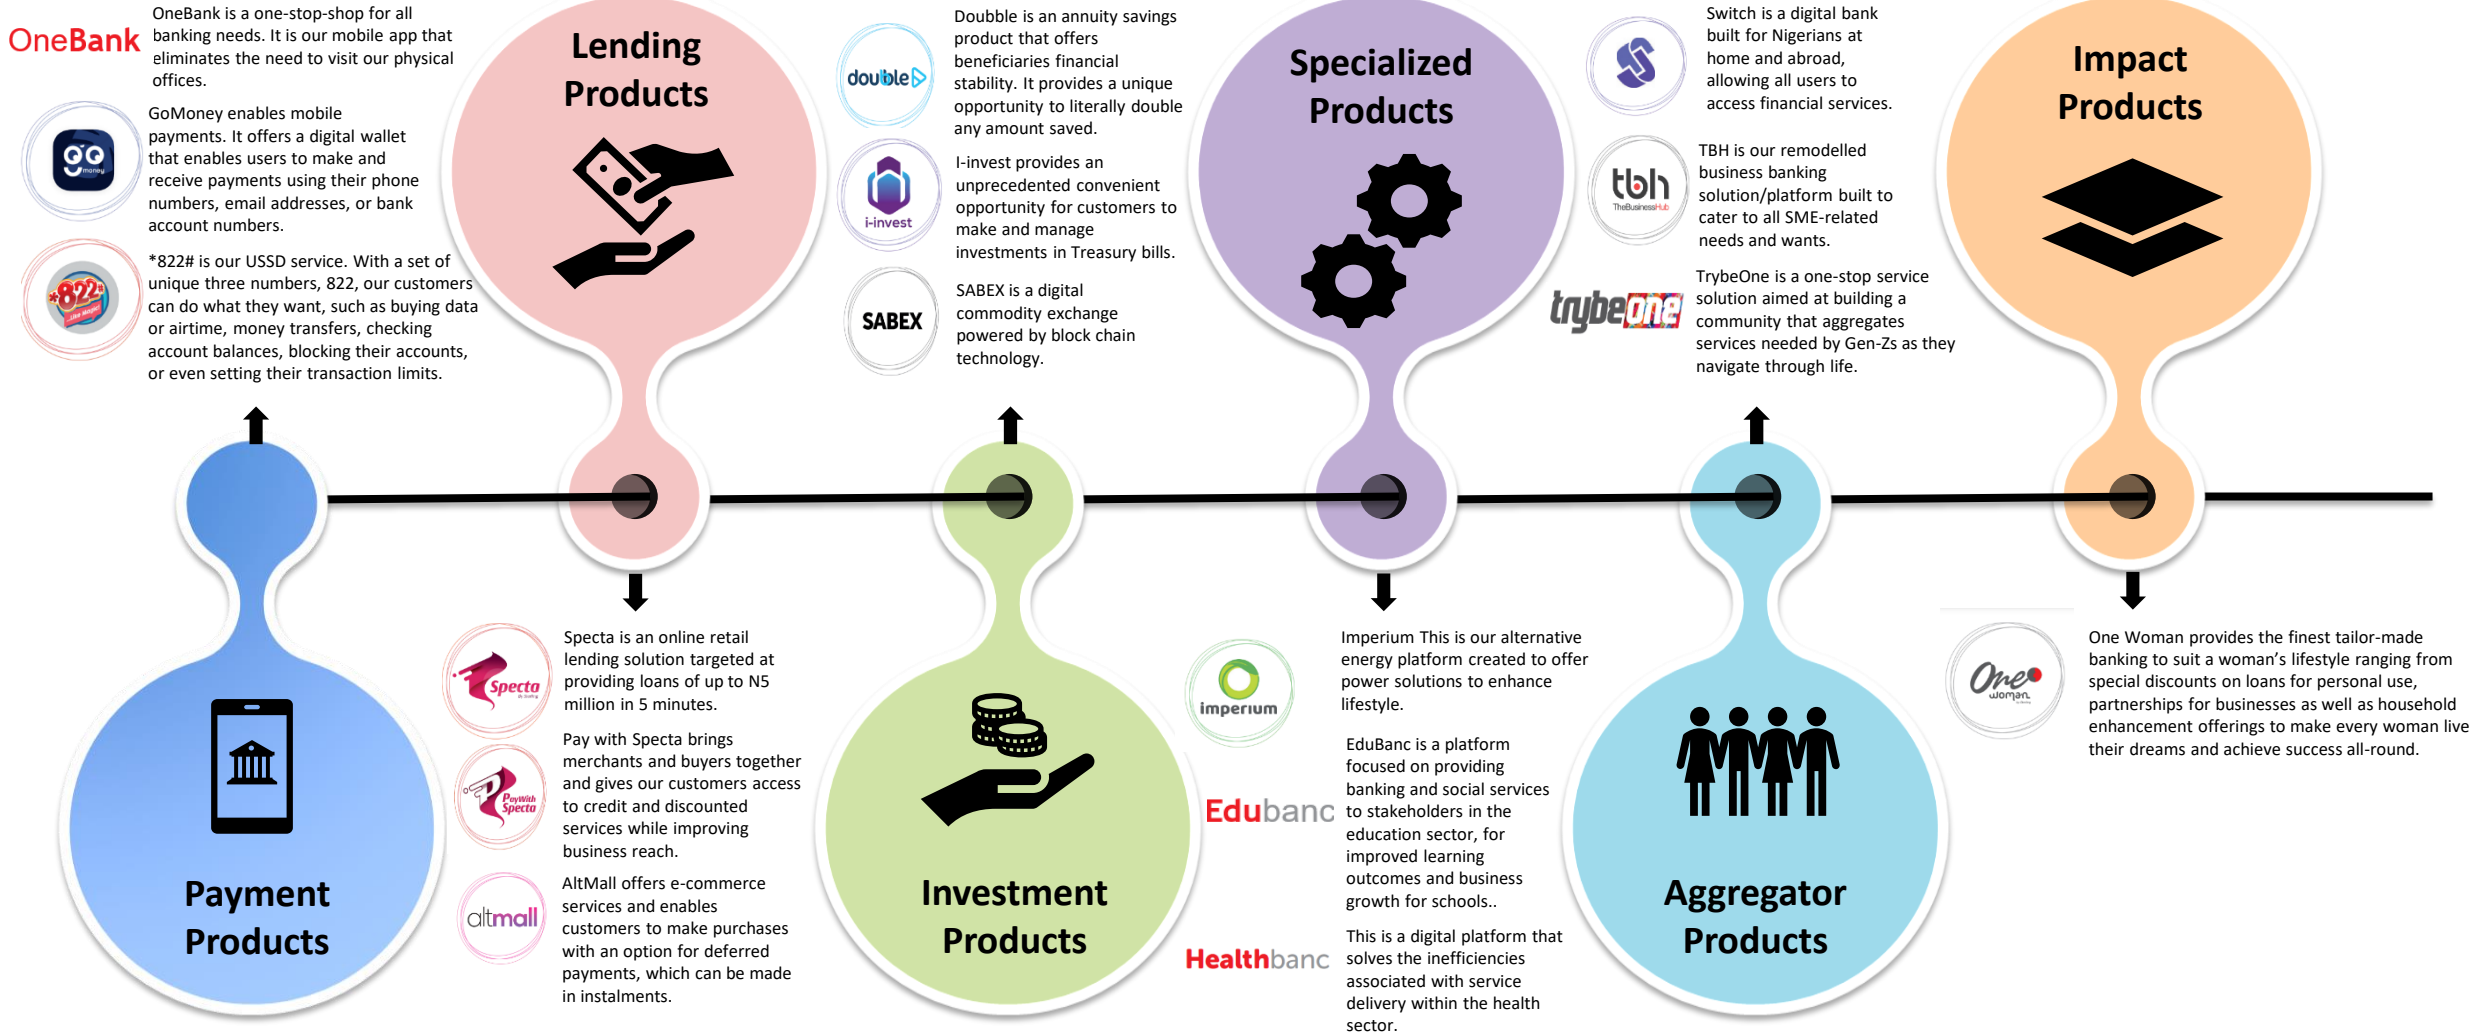 OneBank
OneBank is a one-stop-shop for all
banking needs. It is our mobile app that
eliminates the need to visit our physical
offices.
money
GoMoney enables mobile
payments. It offers a digital wallet
that enables users to make and
receive payments using their phone
numbers, email addresses, or bank
account numbers.
*822#
...Like Magic
*822# is our USSD service. With a set of
unique three numbers, 822, our customers
can do what they want, such as buying data
or airtime, money transfers, checking
account balances, blocking their accounts,
or even setting their transaction limits.
Payment
Products
Lending
Products
Specta
Specta is an online retail
lending solution targeted at
providing loans of up to N5
million in 5 minutes.
PayWith
Specta
Pay with Specta brings
merchants and buyers together
and gives our customers access
to credit and discounted
services while improving
business reach.
altmall
AltMall offers e-commerce
services and enables
customers to make purchases
with an option for deferred
payments, which can be made
in instalments.
doubble
Doubble is an annuity savings
product that offers
beneficiaries financial
stability. It provides a unique
opportunity to literally double
any amount saved.
i-invest
I-invest provides an
unprecedented convenient
opportunity for customers to
make and manage
investments in Treasury bills.
SABEX
SABEX is a digital
commodity exchange
powered by block chain
technology.
Investment
Products
Specialized
Products
imperium
Imperium This is our alternative
energy platform created to offer
power solutions to enhance
lifestyle.
Edubanc
EduBanc is a platform
focused on providing
banking and social services
to stakeholders in the
education sector, for
improved learning
outcomes and business
growth for schools..
Healthbanc
This is a digital platform that
solves the inefficiencies
associated with service
delivery within the health
sector.
Switch is a digital bank
built for Nigerians at
home and abroad,
allowing all users to
access financial services.
tbh
TheBusinessHub
TBH is our remodelled
business banking
solution/platform built to
cater to all SME-related
needs and wants.
trybeone
TrybeOne is a one-stop service
solution aimed at building a
community that aggregates
services needed by Gen-Zs as they
navigate through life.
Aggregator
Products
Impact
Products
One
woman
One Woman provides the finest tailor-made
banking to suit a woman's lifestyle ranging from
special discounts on loans for personal use,
partnerships for businesses as well as household
enhancement offerings to make every woman live
their dreams and achieve success all-round.